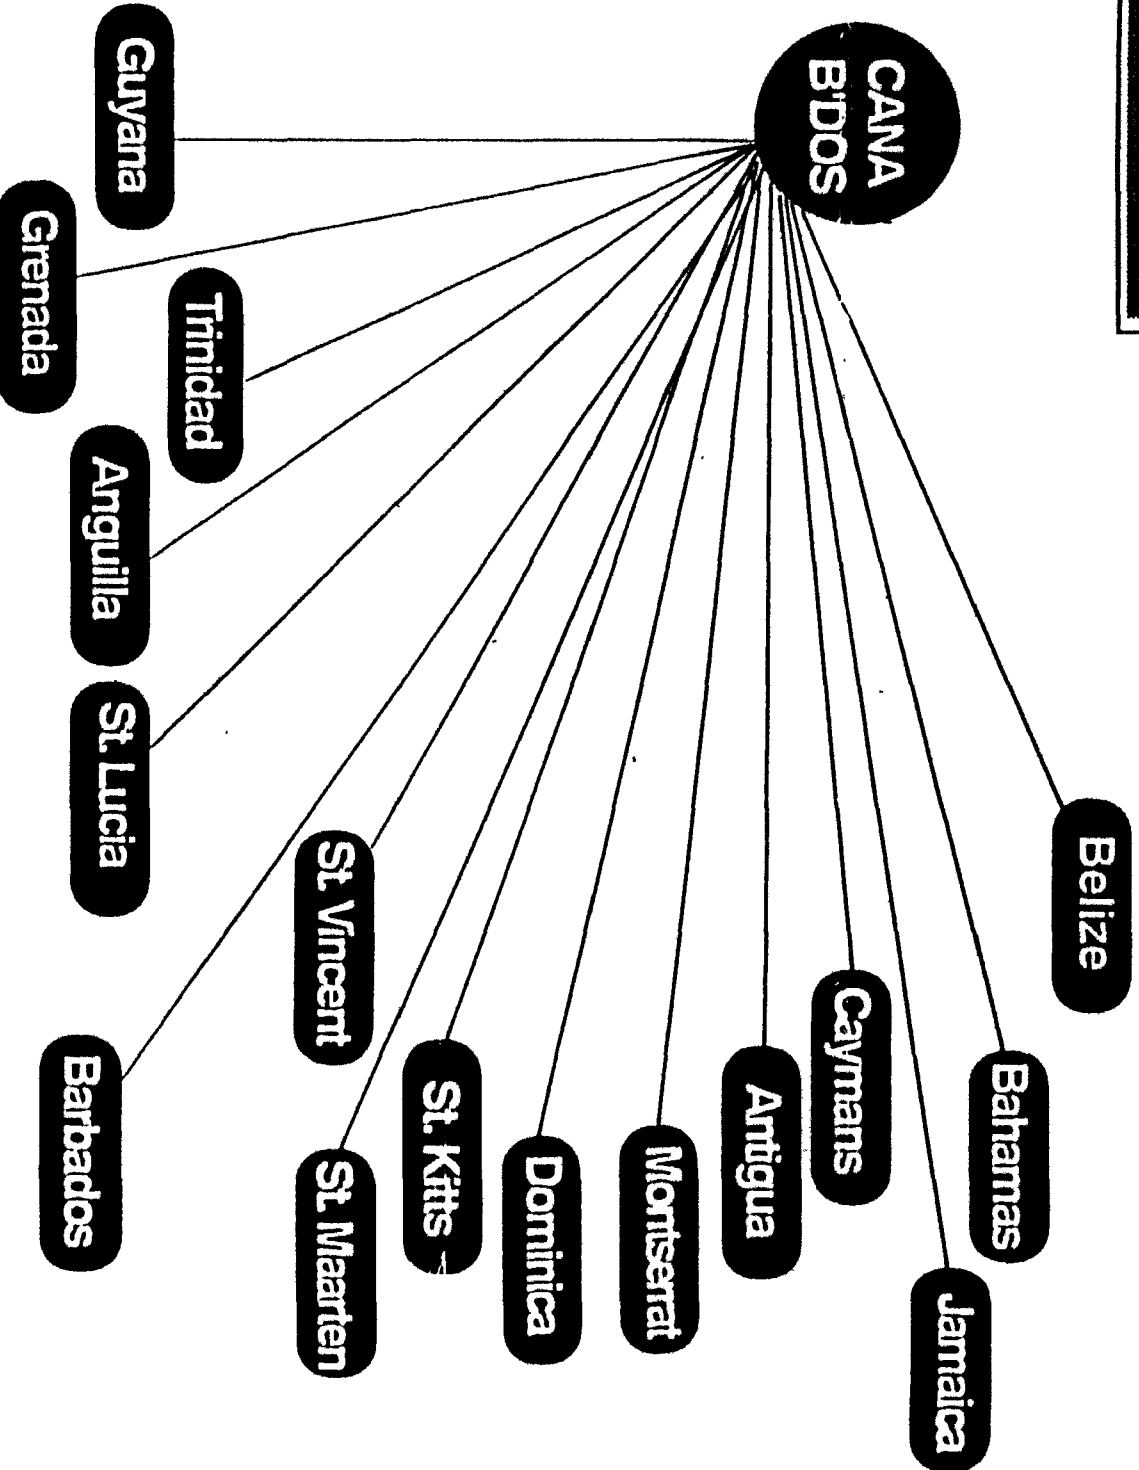 CANA
B'DOS
Belize
Bahamas
Jamaica
Caymans
Antigua
Montserrat
Dominica
St. Kitts
St. Maarten
St. Vincent
Barbados
St. Lucia
Anguilla
Trinidad
Grenada
Guyana